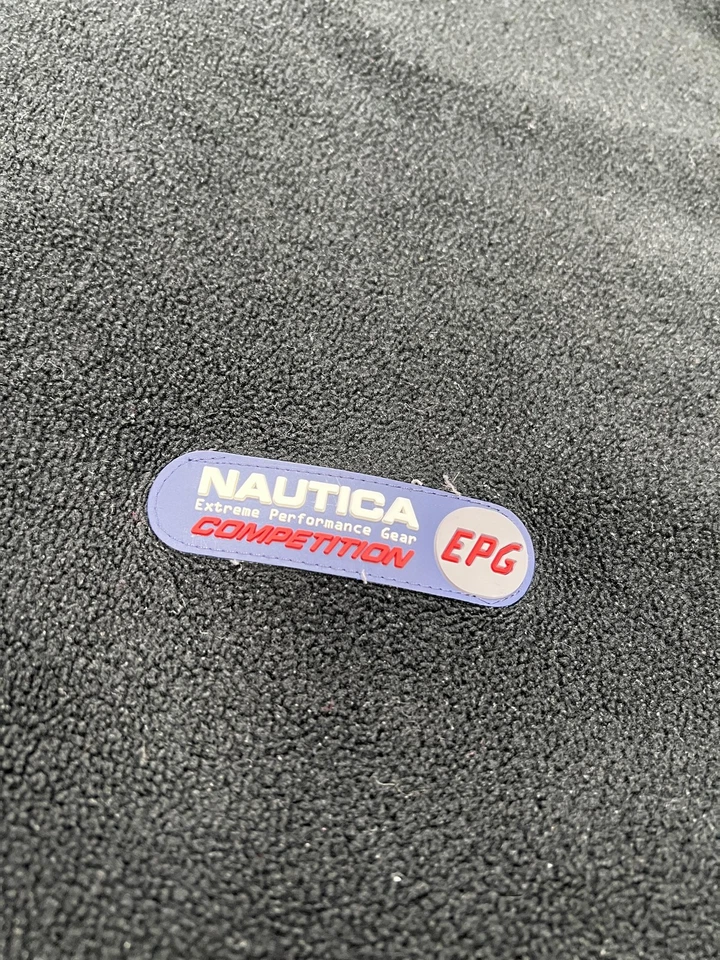 NAUTICA
Extreme Performance Gear
COMPETITION
EPG